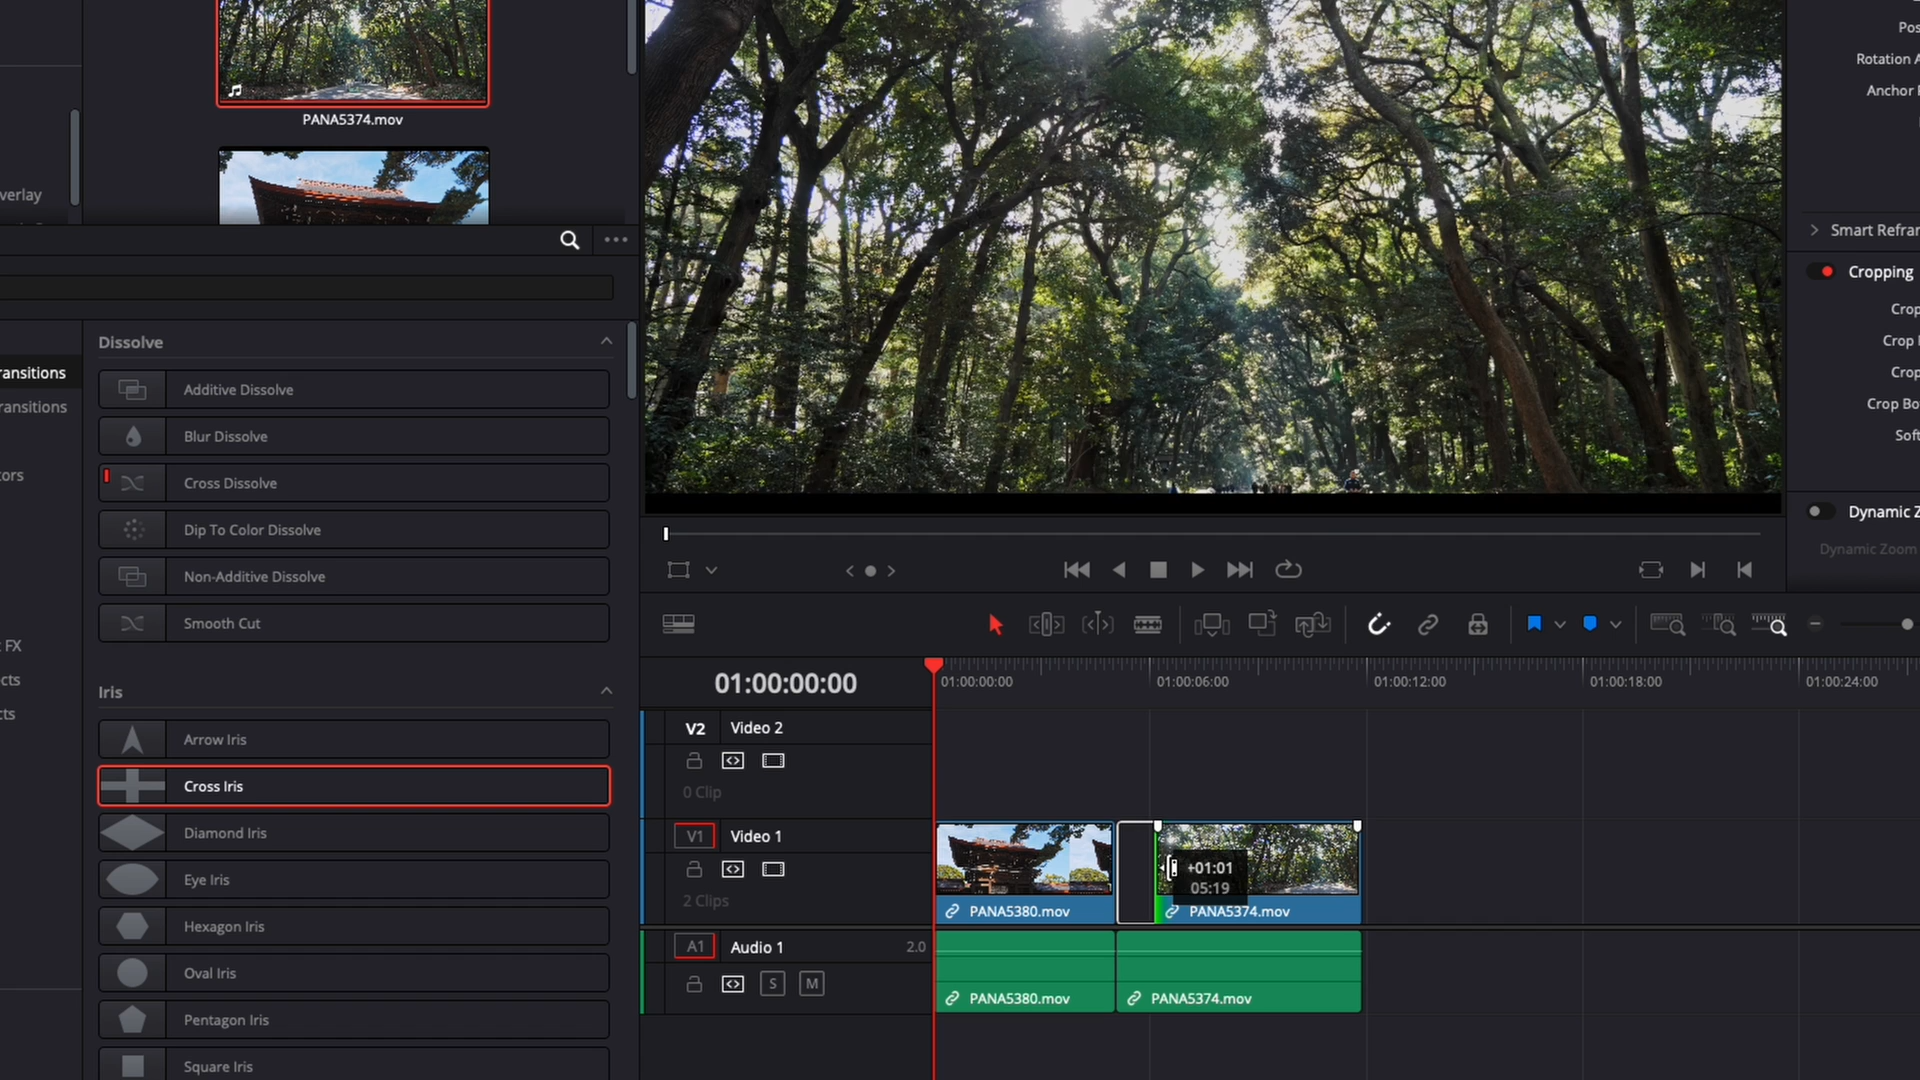 PANA5374.mov
verlay
ransitions
ransitions
tors
FX
cts
ts
Dissolve
Additive Dissolve
Blur Dissolve
Cross Dissolve
Dip To Color Dissolve
Non-Additive Dissolve
Smooth Cut
Iris
Arrow Iris
Cross Iris
Diamond Iris
Eye Iris
Hexagon Iris
Oval Iris
Pentagon Iris
Square Iris
Pos
Rotation A
Anchor P
Smart Refra
Cropping
Crop
Crop
Crop
Crop Bo
Soft
Dynamic Z
Dynamic Zoom
01:00:00:00
01:00:00:00
01:00:06:00
01:00:12:00
01:00:18:00
01:00:24:00
V2 Video 2
0 Clip
V1 Video 1
2 Clips
+01:01
05:19
PANA5380.mov
PANA5374.mov
A1 Audio 1 2.0
S M
PANA5380.mov
PANA5374.mov